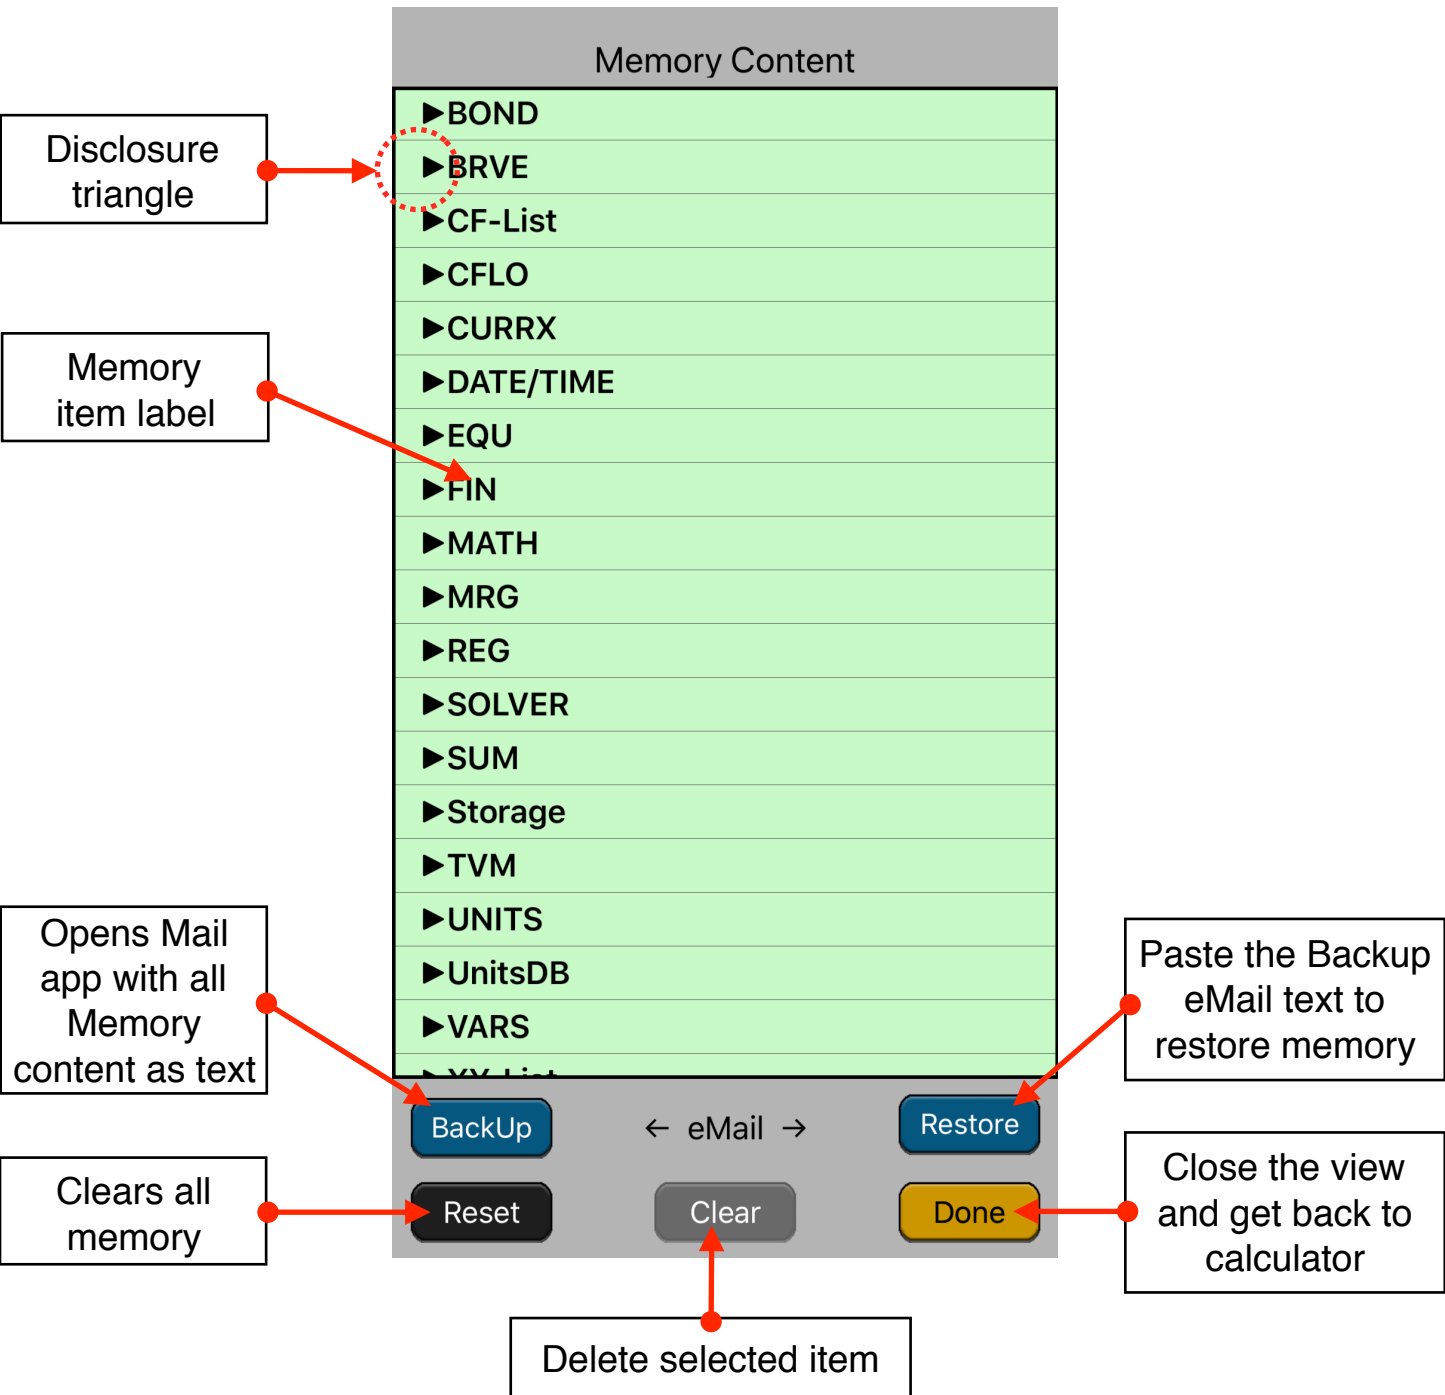 Memory Content
▶BOND
▶BRVE
▶CF-List
▶CFLO
▶CURRX
▶DATE/TIME
▶EQU
▶FIN
▶MATH
▶MRG
▶REG
▶SOLVER
▶SUM
▶Storage
▶TVM
▶UNITS
▶UnitsDB
▶VARS
BackUp
← eMail →
Restore
Reset
Clear
Done
Disclosure
triangle
Memory
item label
Opens Mail
app with all
Memory
content as text
Clears all
memory
Paste the Backup
eMail text to
restore memory
Close the view
and get back to
calculator
Delete selected item